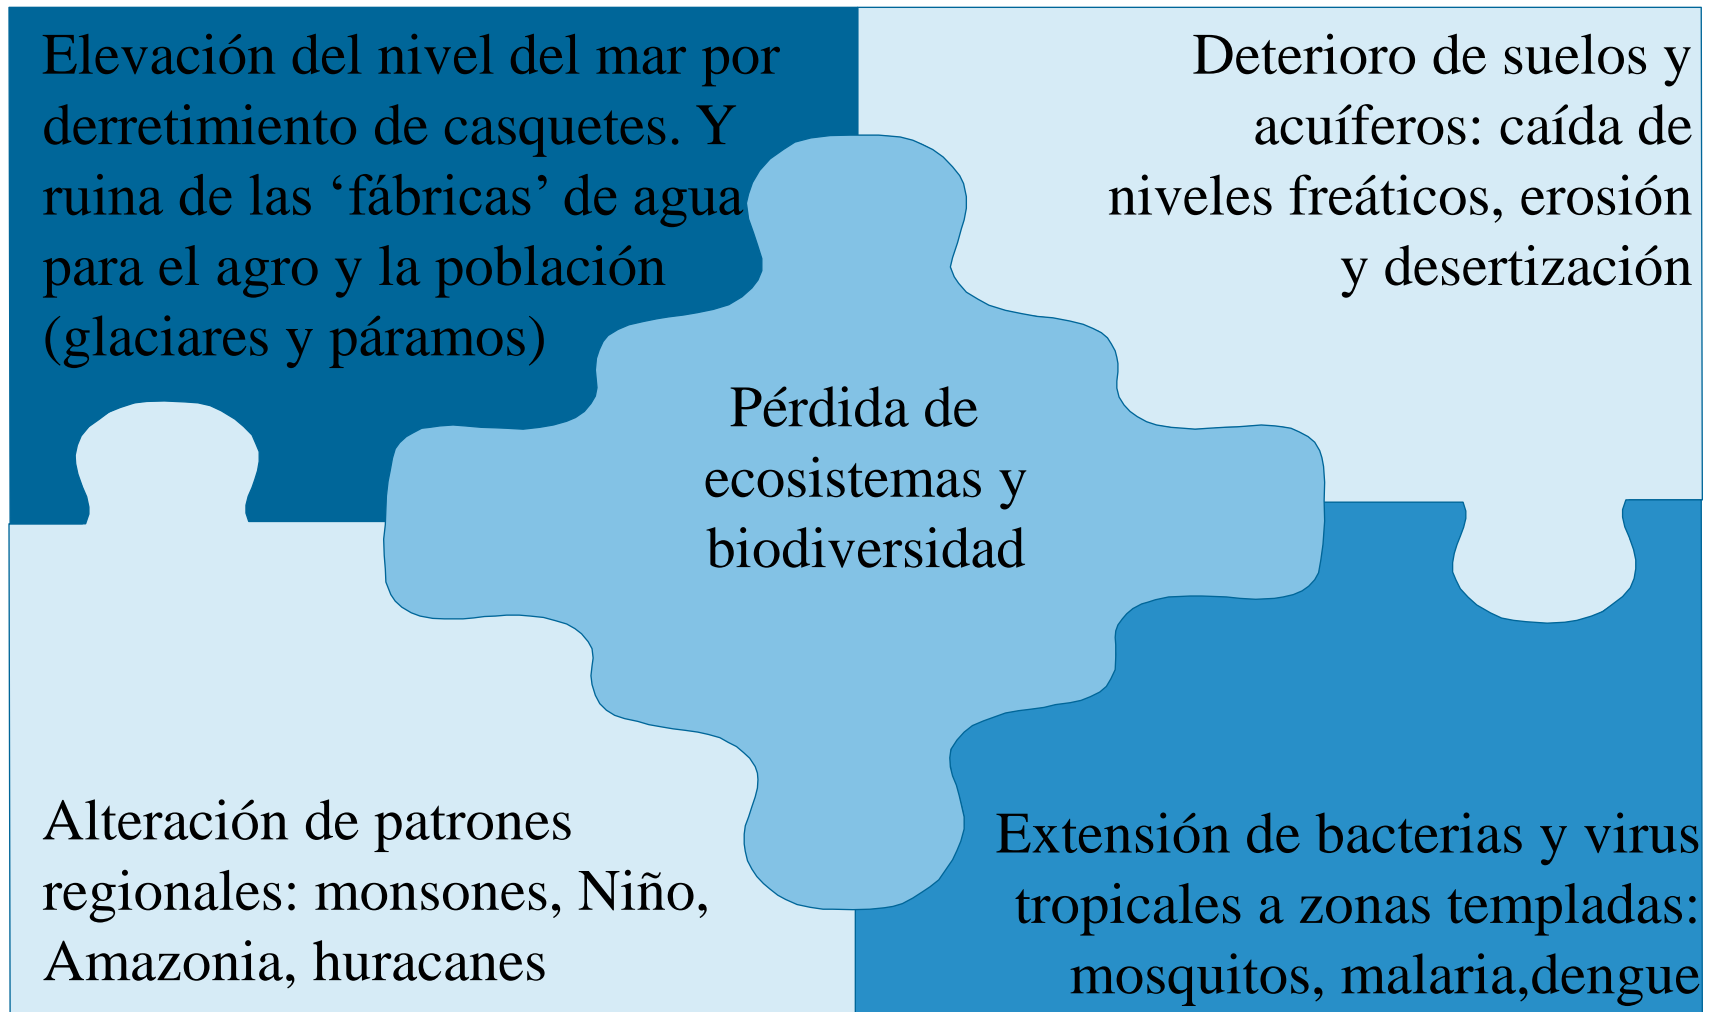 Elevación del nivel del mar por
derretimiento de casquetes. Y
ruina de las ‘fábricas’ de agua
para el agro y la población
(glaciares y páramos)
Deterioro de suelos y
acuíferos: caída de
niveles freáticos, erosión
y desertización
Pérdida de
ecosistemas y
biodiversidad
Alteración de patrones
regionales: monsones, Niño,
Amazonia, huracanes
Extensión de bacterias y virus
tropicales a zonas templadas:
mosquitos, malaria,dengue